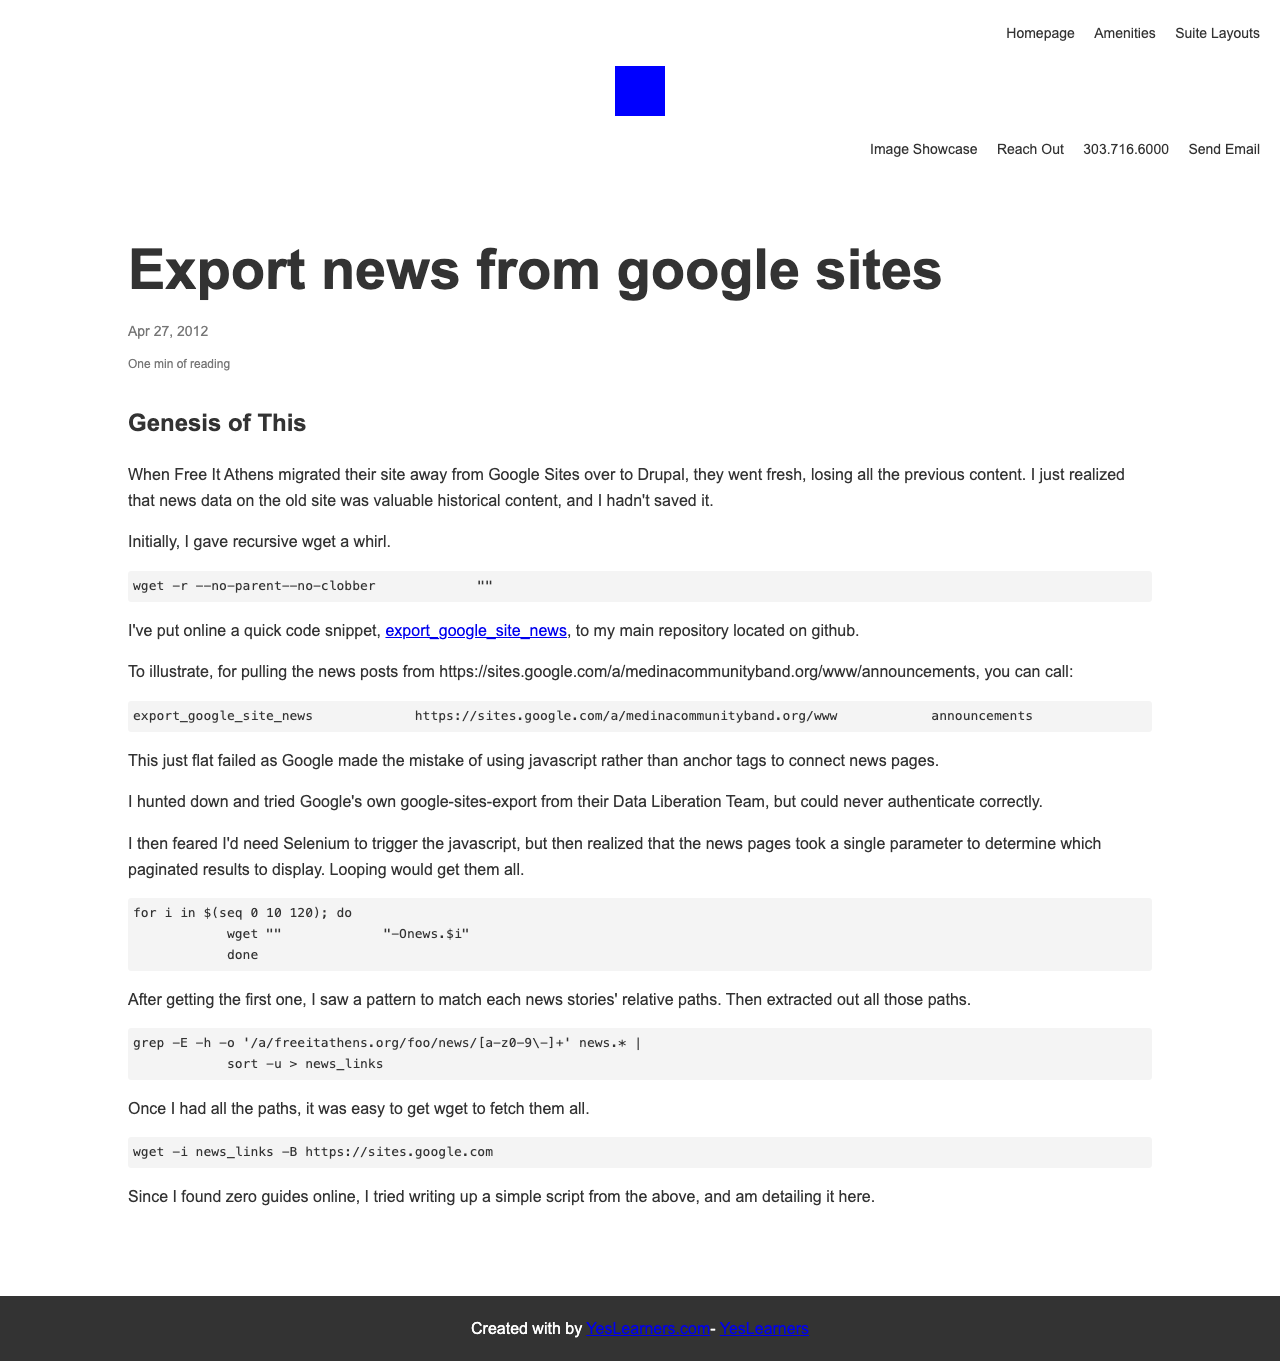 Homepage Amenities Suite Layouts
Image Showcase Reach Out 303.716.6000 Send Email
Export news from google sites
Apr 27, 2012
One min of reading
Genesis of This
When Free It Athens migrated their site away from Google Sites over to Drupal, they went fresh, losing all the previous content. I just realized
that news data on the old site was valuable historical content, and I hadn't saved it.
Initially, I gave recursive wget a whirl.
wget -r --no-parent--no-clobber ""
I've put online a quick code snippet, export_google_site_news, to my main repository located on github.
To illustrate, for pulling the news posts from https://sites.google.com/a/medinacommunityband.org/www/announcements, you can call:
export_google_site_news https://sites.google.com/a/medinacommunityband.org/www announcements
This just flat failed as Google made the mistake of using javascript rather than anchor tags to connect news pages.
I hunted down and tried Google's own google-sites-export from their Data Liberation Team, but could never authenticate correctly.
I then feared I'd need Selenium to trigger the javascript, but then realized that the news pages took a single parameter to determine which
paginated results to display. Looping would get them all.
for i in $(seq 0 10 120); do
wget "" "-Onews.$i"
done
After getting the first one, I saw a pattern to match each news stories' relative paths. Then extracted out all those paths.
grep -E -h -o '/a/freeitathens.org/foo/news/[a-z0-9\-]+' news.* |
sort -u > news_links
Once I had all the paths, it was easy to get wget to fetch them all.
wget -i news_links -B https://sites.google.com
Since I found zero guides online, I tried writing up a simple script from the above, and am detailing it here.
Created with by YesLearners.com- YesLearners